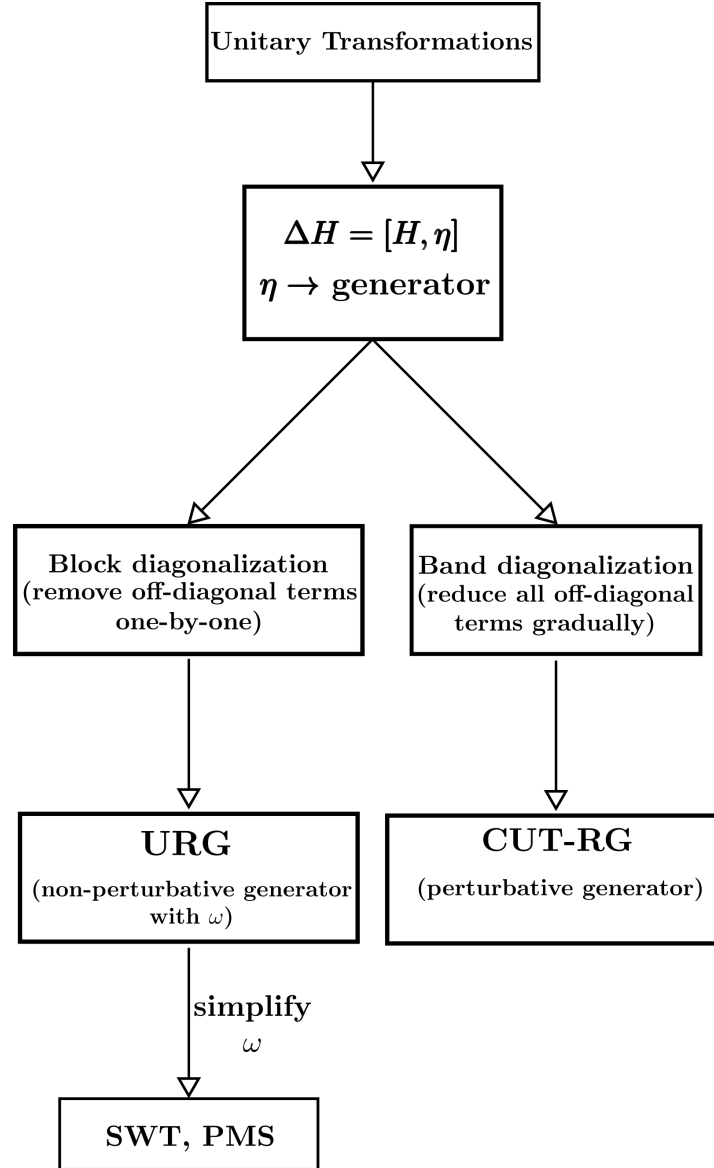 Unitary Transformations
ΔH = [H, η]
η → generator
Block diagonalization
(remove off-diagonal terms
one-by-one)
Band diagonalization
(reduce all off-diagonal
terms gradually)
URG
(non-perturbative generator
with ω)
CUT-RG
(perturbative generator)
simplify
ω
SWT, PMS